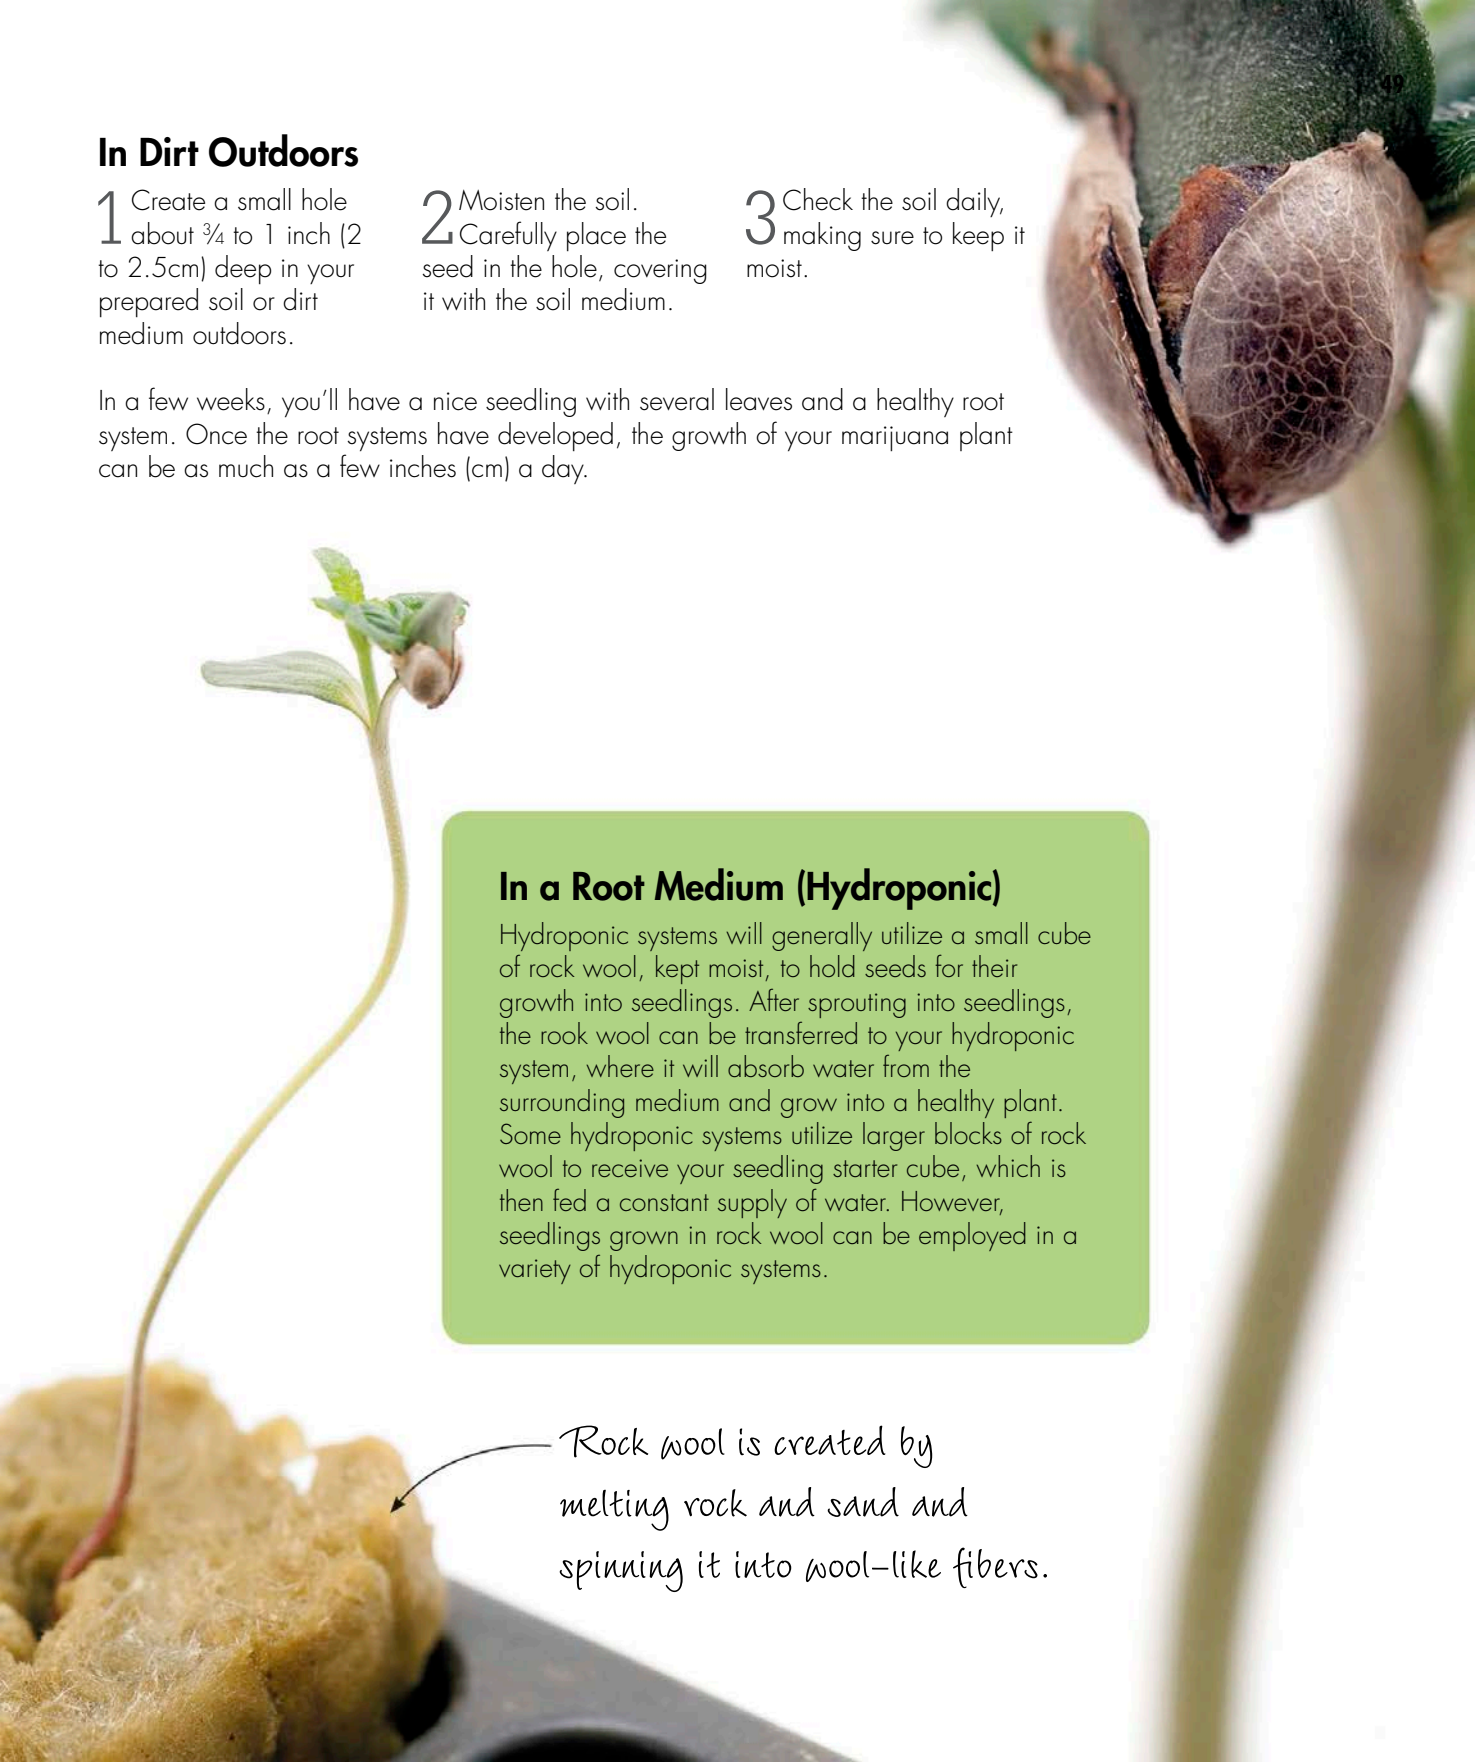 49
In Dirt Outdoors
1 Create a small hole
about ¾ to 1 inch (2
to 2.5cm) deep in your
prepared soil or dirt
medium outdoors.
2 Moisten the soil.
Carefully place the
seed in the hole, covering
it with the soil medium.
3 Check the soil daily,
making sure to keep it
moist.
In a few weeks, you’ll have a nice seedling with several leaves and a healthy root
system. Once the root systems have developed, the growth of your marijuana plant
can be as much as a few inches (cm) a day.
In a Root Medium (Hydroponic)
Hydroponic systems will generally utilize a small cube
of rock wool, kept moist, to hold seeds for their
growth into seedlings. After sprouting into seedlings,
the rook wool can be transferred to your hydroponic
system, where it will absorb water from the
surrounding medium and grow into a healthy plant.
Some hydroponic systems utilize larger blocks of rock
wool to receive your seedling starter cube, which is
then fed a constant supply of water. However,
seedlings grown in rock wool can be employed in a
variety of hydroponic systems.
Rock wool is created by
melting rock and sand and
spinning it into wool-like fibers.